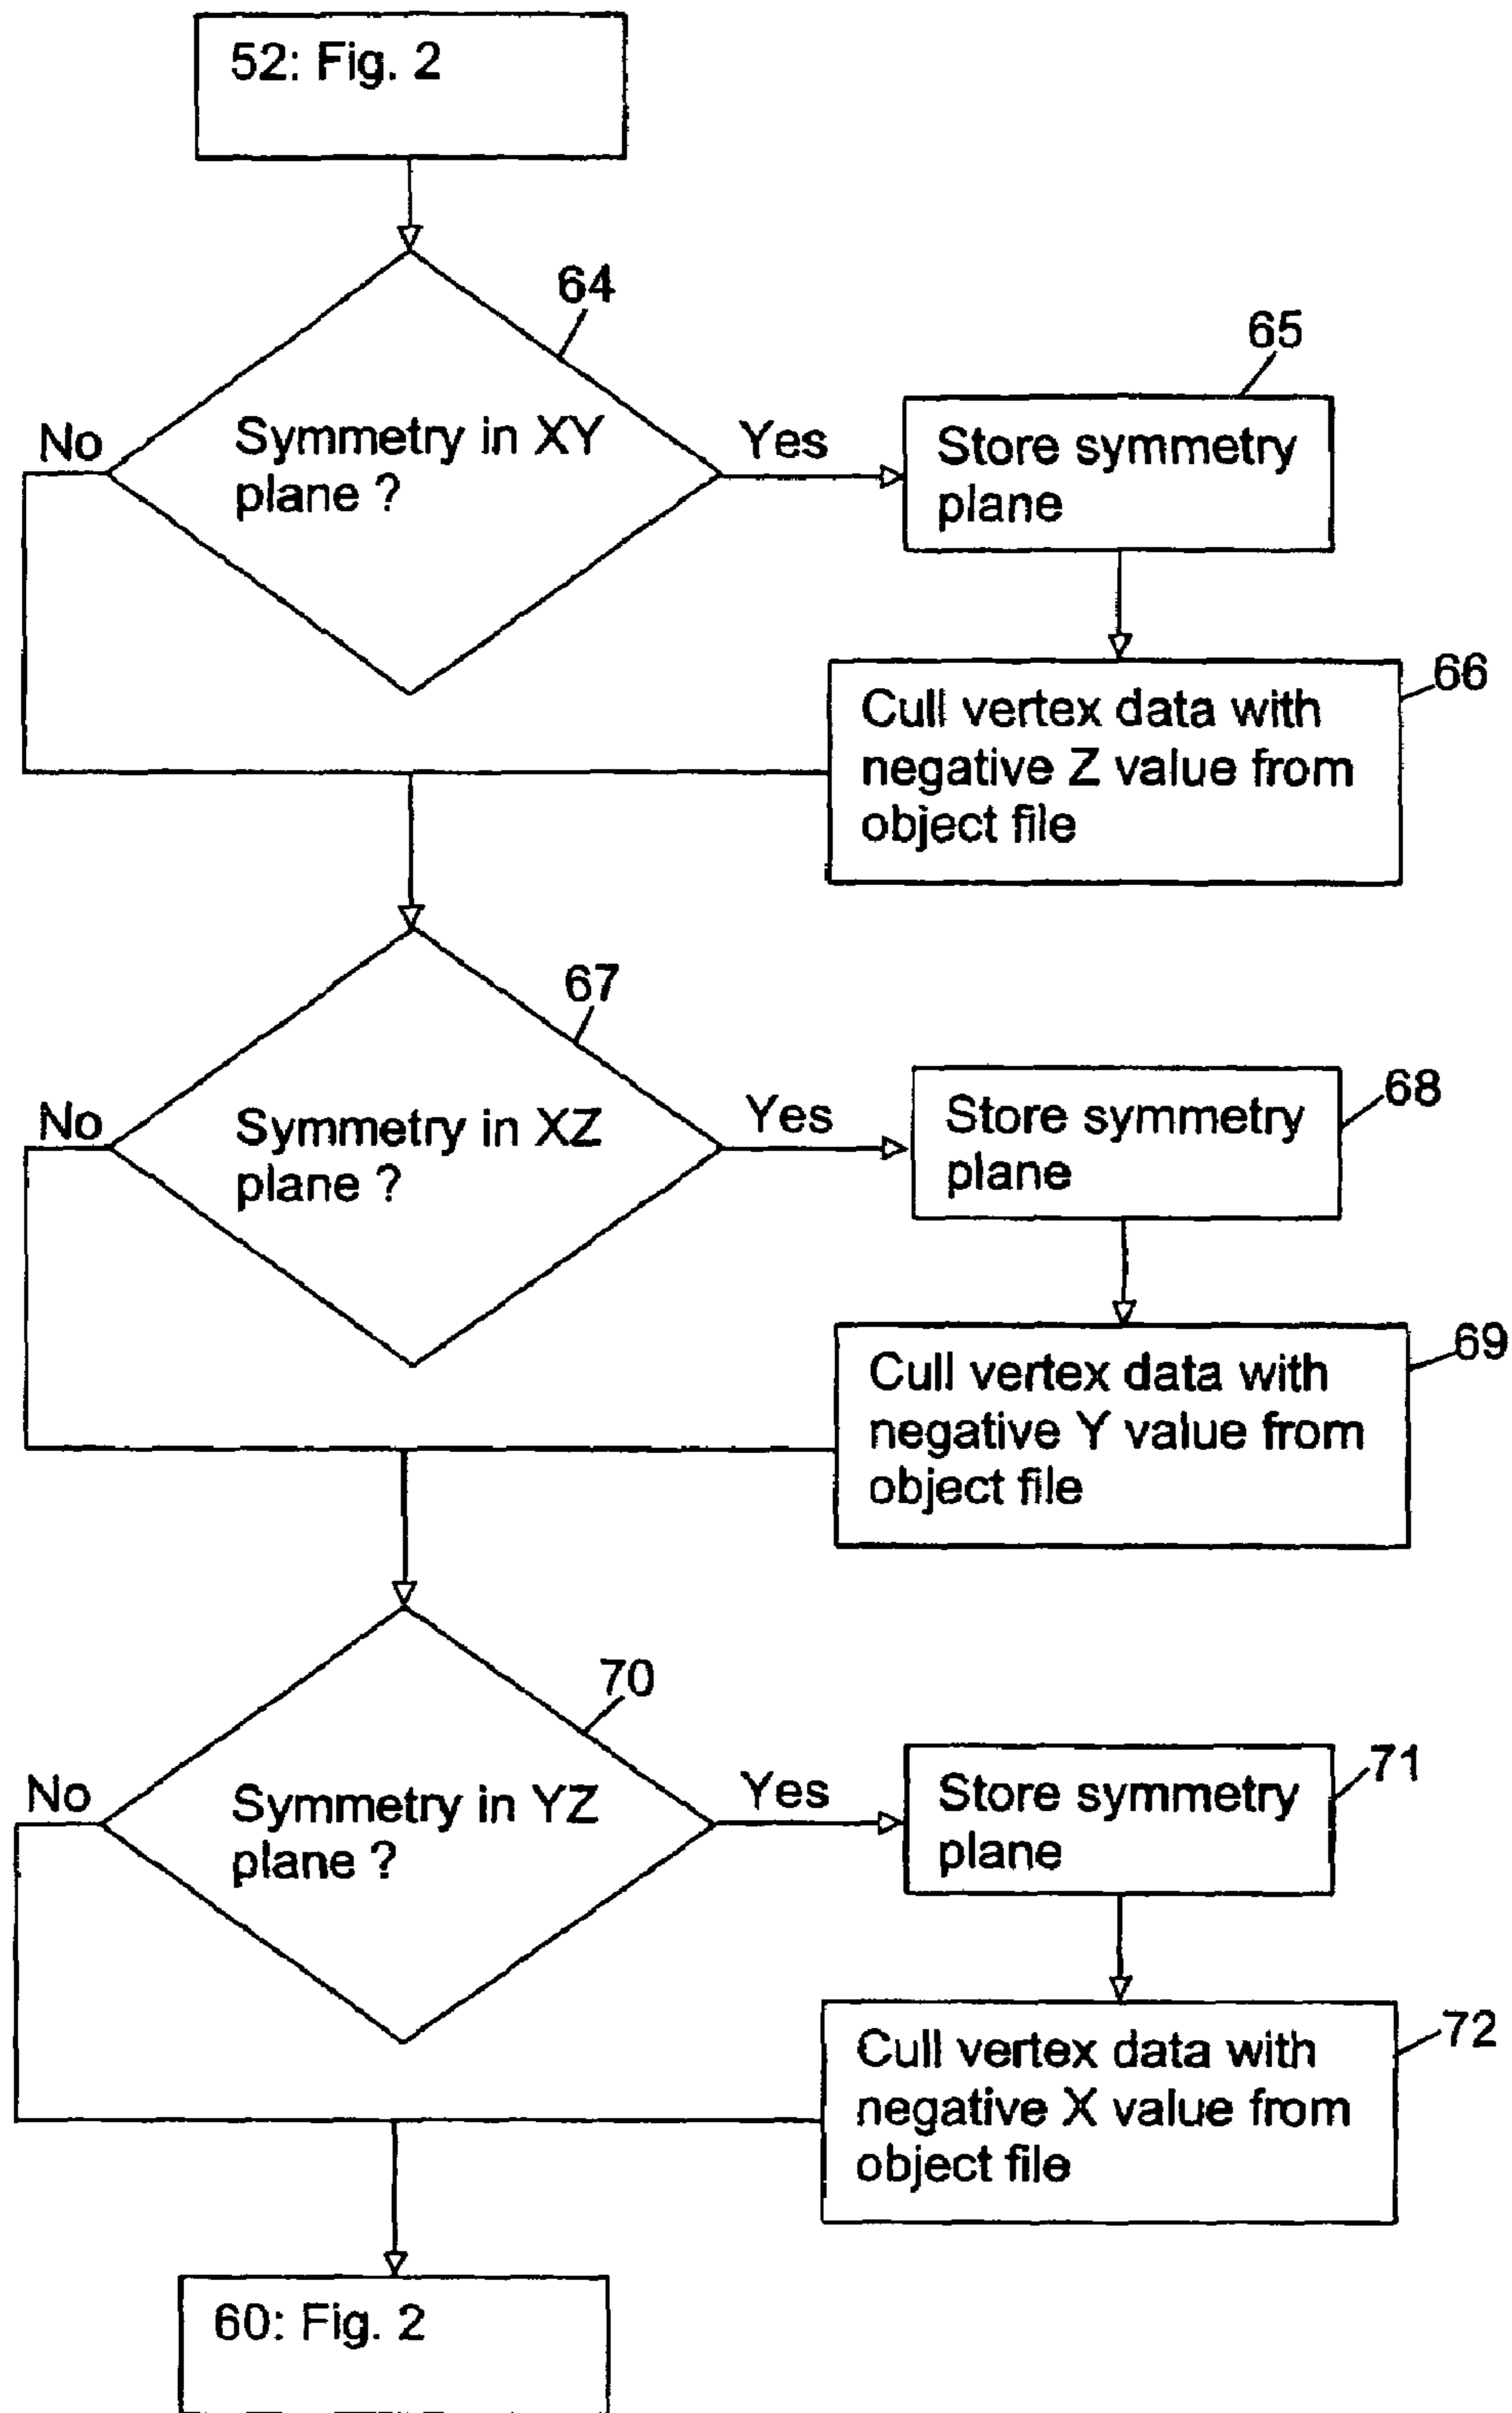 52: Fig. 2
64
65
No
Symmetry in XY
plane ?
Yes
Store symmetry
plane
66
Cull vertex data with
negative Z value from
object file
67
68
No
Symmetry in XZ
plane ?
Yes
Store symmetry
plane
69
Cull vertex data with
negative Y value from
object file
70
71
No
Symmetry in YZ
plane ?
Yes
Store symmetry
plane
72
Cull vertex data with
negative X value from
object file
60: Fig. 2